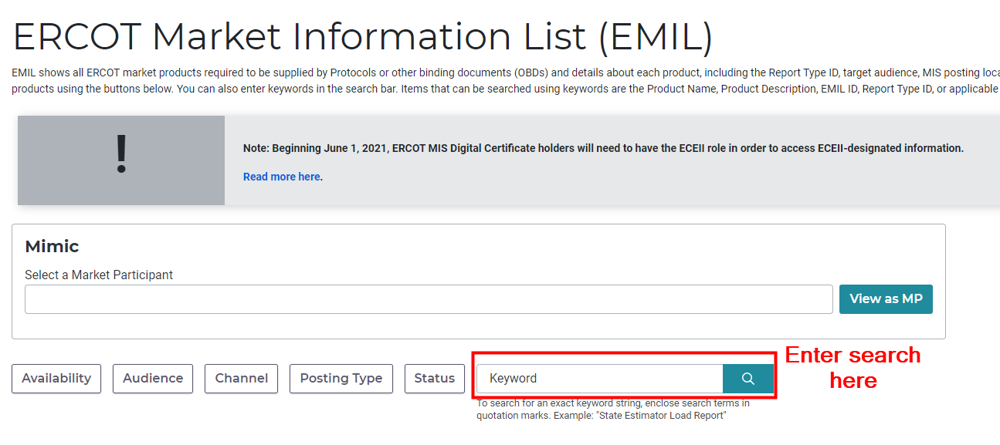 ERCOT Market Information List (EMIL)
EMIL shows all ERCOT market products required to be supplied by Protocols or other binding documents (OBDs) and details about each product, including the Report Type ID, target audience, MIS posting loca
products using the buttons below. You can also enter keywords in the search bar. Items that can be searched using keywords are the Product Name, Product Description, EMIL ID, Report Type ID, or applicable
!
Note: Beginning June 1, 2021, ERCOT MIS Digital Certificate holders will need to have the ECEII role in order to access ECEII-designated information.
Read more here.
Mimic
Select a Market Participant
View as MP
Availability Audience Channel Posting Type Status Keyword
Enter search
here
To search for an exact keyword string, enclose search terms in
quotation marks. Example: "State Estimator Load Report"